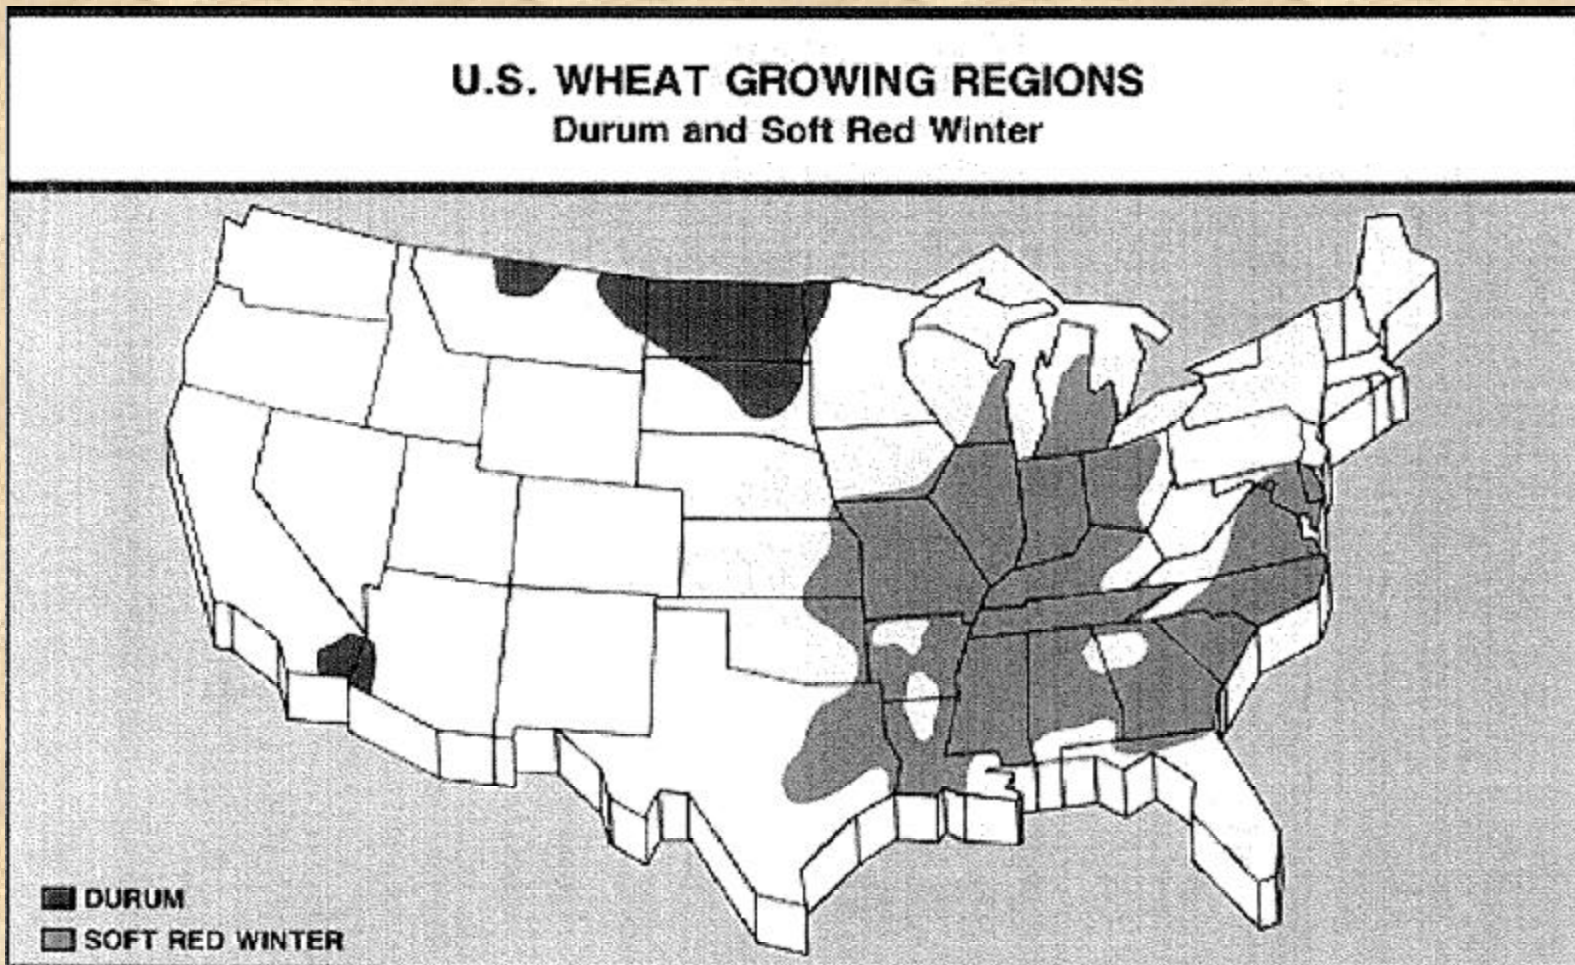 U.S. WHEAT GROWING REGIONS
Durum and Soft Red Winter
DURUM
SOFT RED WINTER